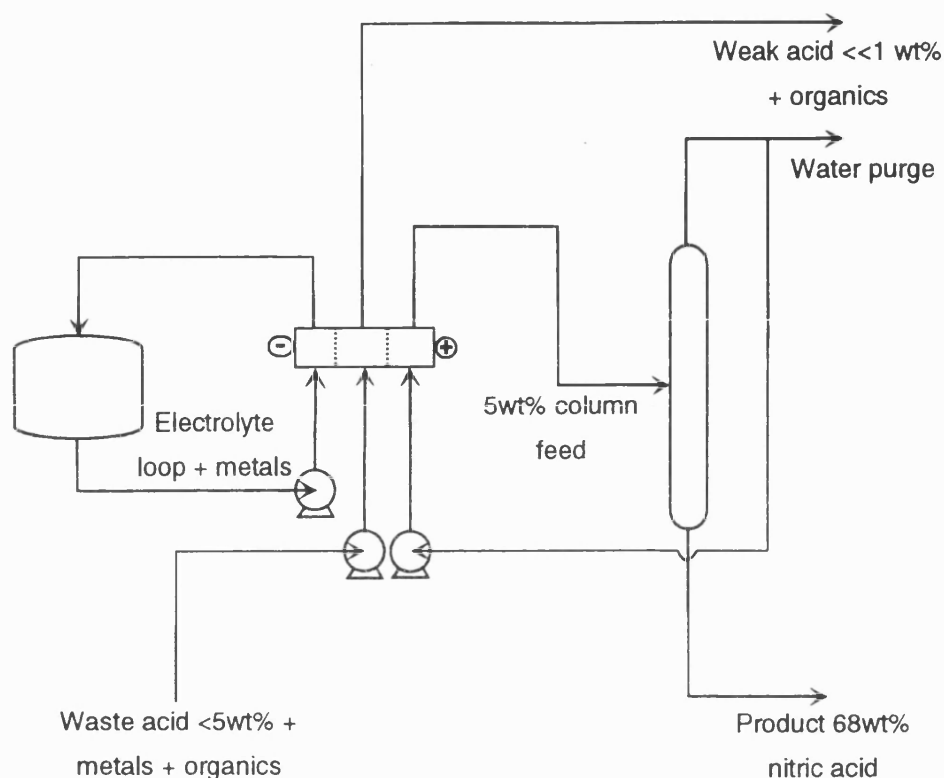 Weak acid <<1 wt%
+ organics
Water purge
-
+
5wt% column
feed
Electrolyte
loop + metals
Waste acid <5wt% +
metals + organics
Product 68wt%
nitric acid